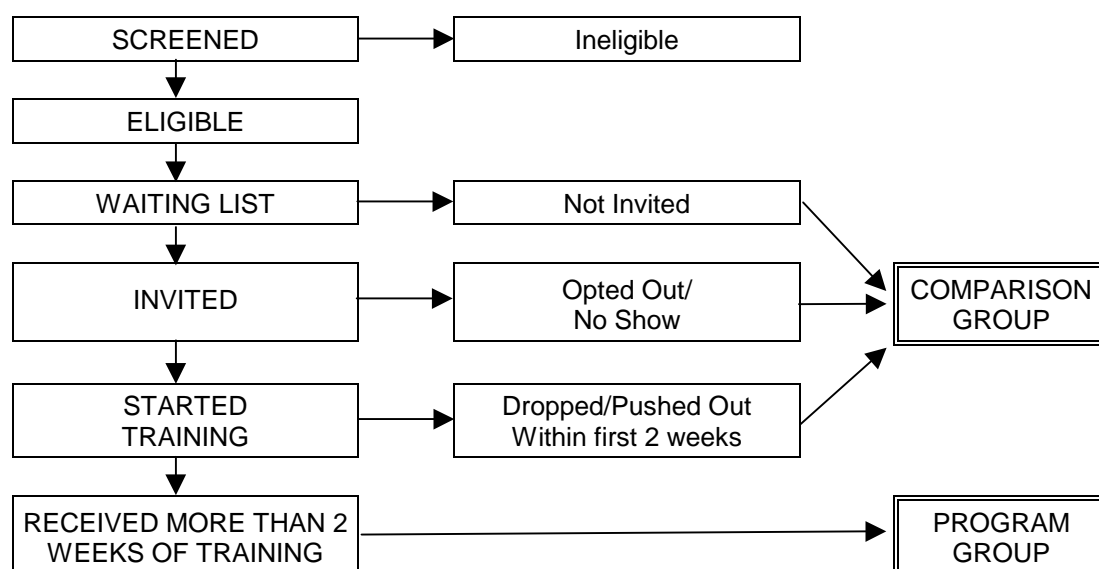 SCREENED
Ineligible
ELIGIBLE
WAITING LIST
Not Invited
INVITED
Opted Out/
No Show
COMPARISON
GROUP
STARTED
TRAINING
Dropped/Pushed Out
Within first 2 weeks
RECEIVED MORE THAN 2
WEEKS OF TRAINING
PROGRAM
GROUP